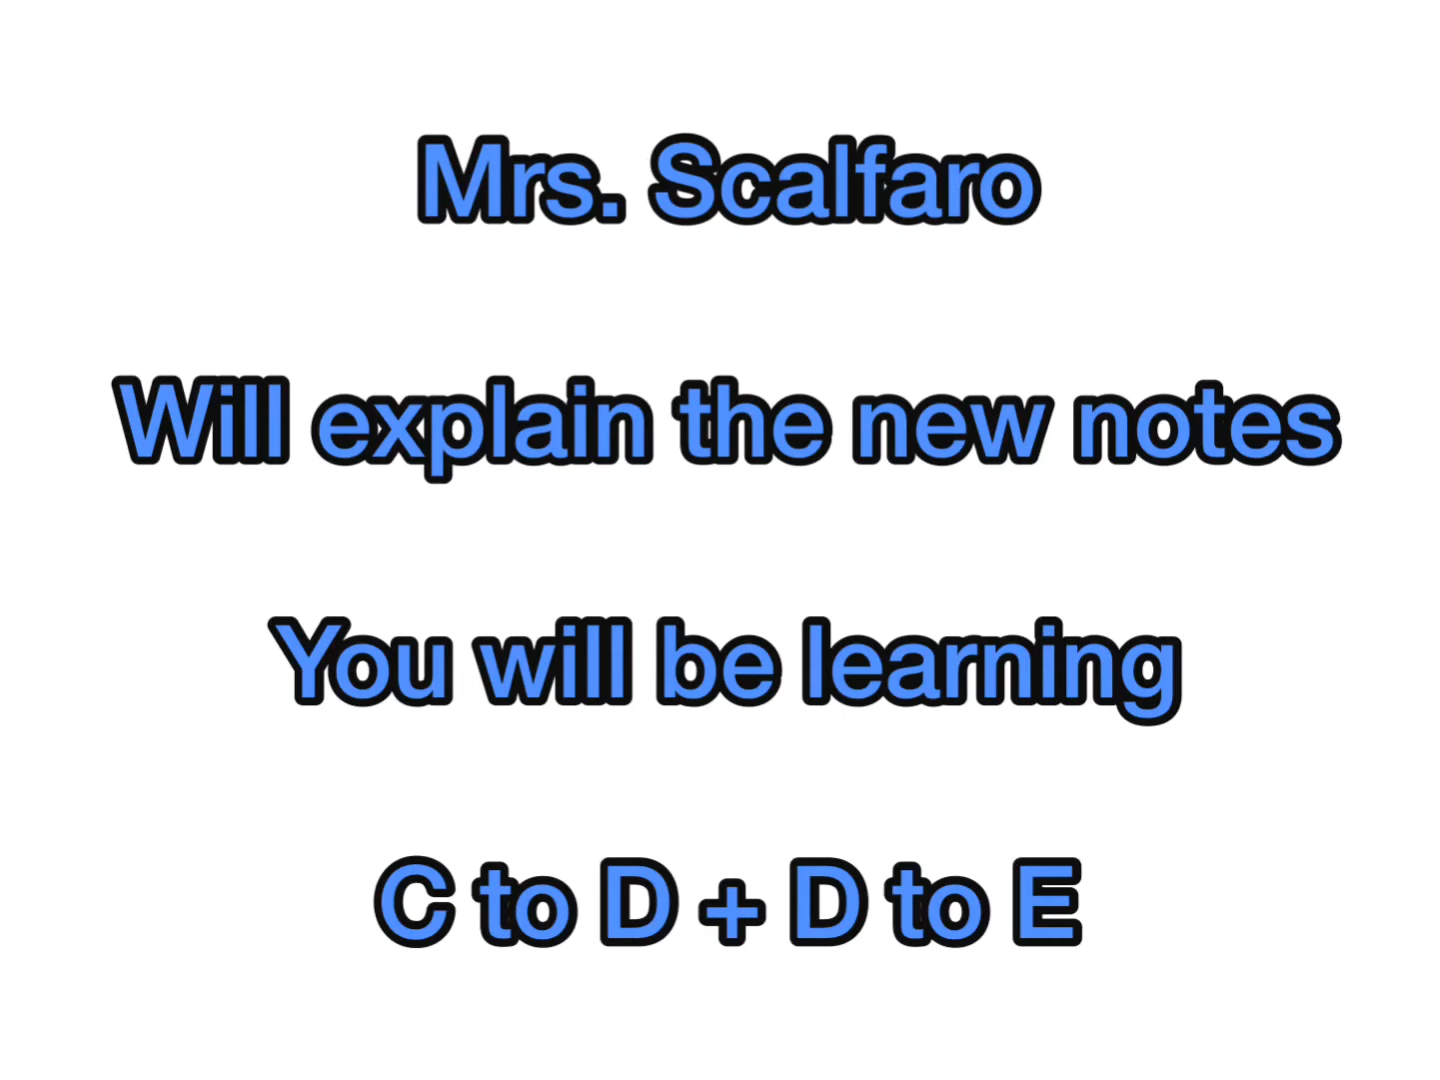 Mrs. Scalfaro
Will explain the new notes
You will be learning
C to D + D to E